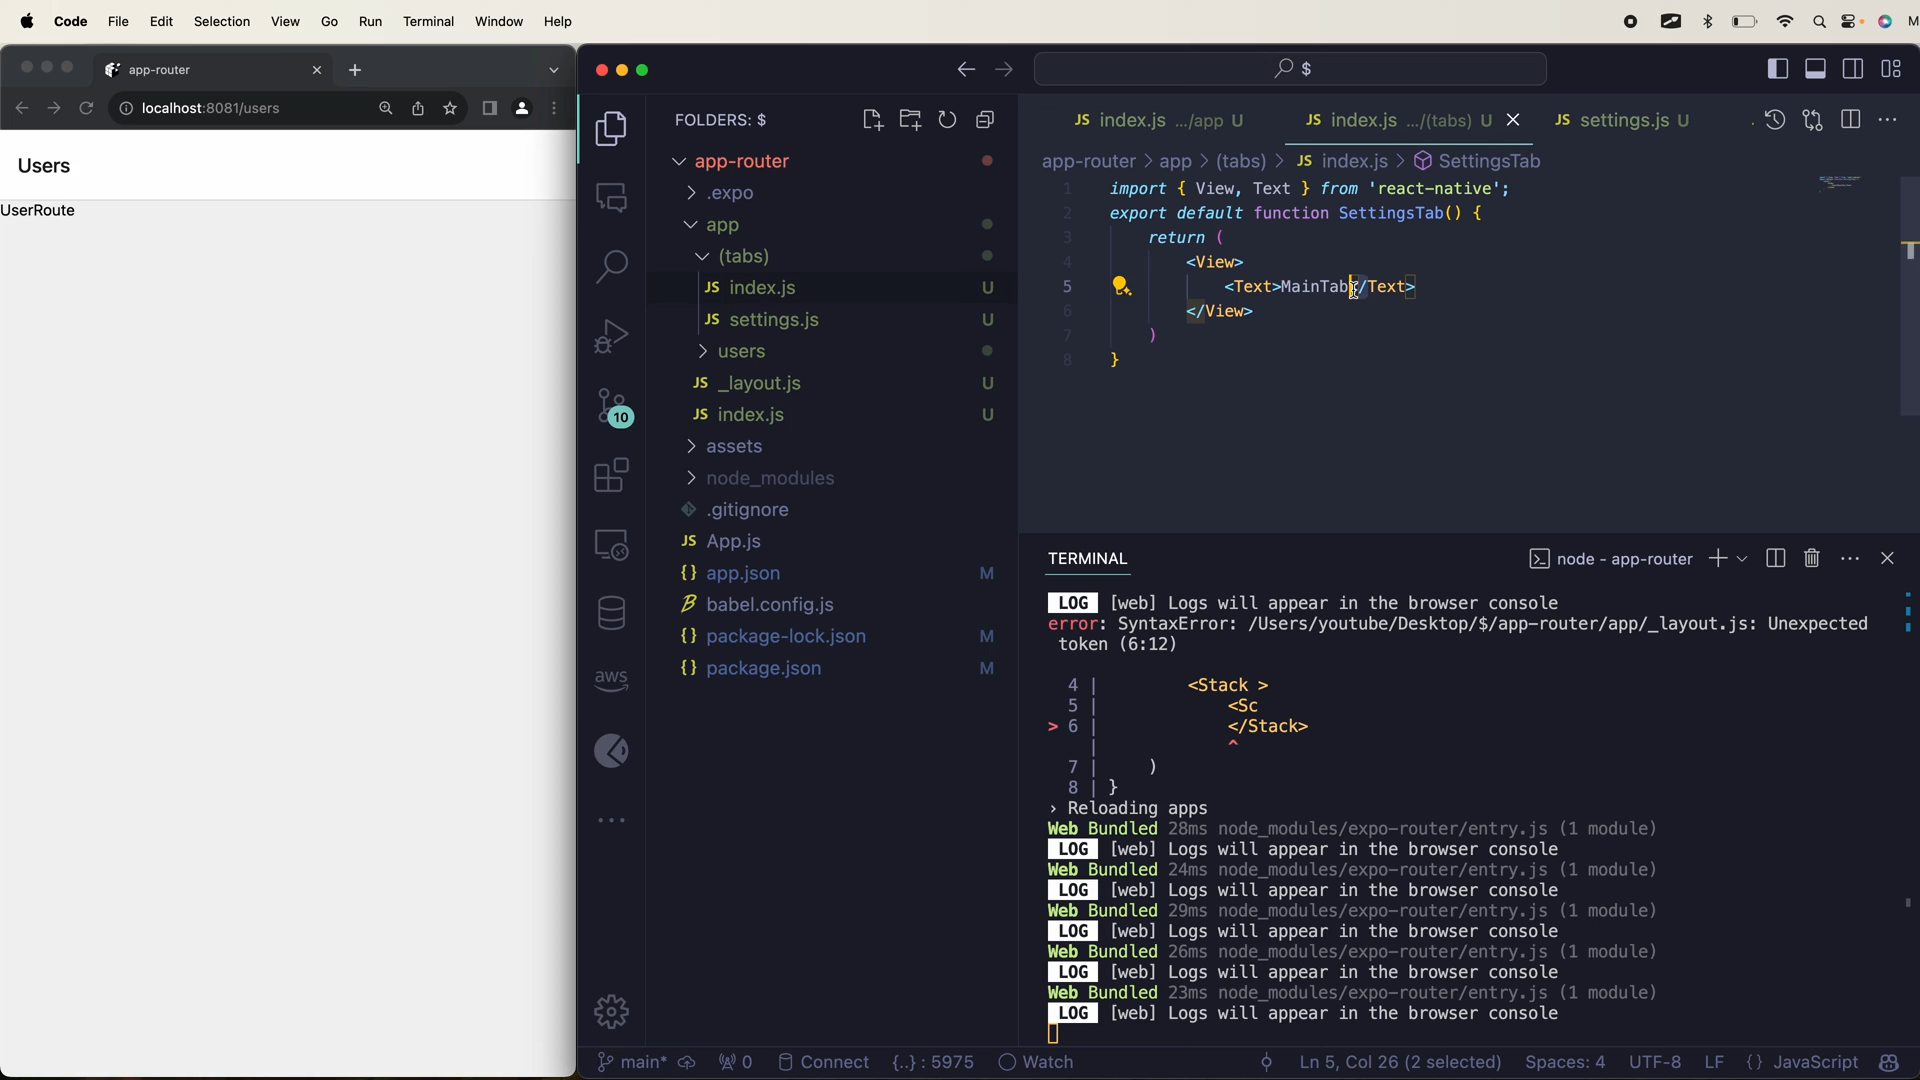 Code File Edit Selection View Go Run Terminal Window Help
app-router
localhost:8081/users
Users
UserRoute
$
FOLDERS: $
app-router
.expo
app
(tabs)
JS index.js U
JS settings.js U
users
JS _layout.js U
JS index.js U
assets
node_modules
.gitignore
JS App.js
{} app.json M
babel.config.js
{} package-lock.json M
{} package.json M
10
aws
JS index.js .../app U JS index.js .../(tabs) U JS settings.js U
app-router > app > (tabs) > JS index.js > SettingsTab
1 import { View, Text } from 'react-native';
2 export default function SettingsTab() {
3 return (
4 <View>
5 <Text>MainTab</Text>
6 </View>
7 )
8 }
TERMINAL
node - app-router
LOG [web] Logs will appear in the browser console
error: SyntaxError: /Users/youtube/Desktop/$/app-router/app/_layout.js: Unexpected
token (6:12)
4 | <Stack >
5 | <Sc
> 6 | </Stack>
| ^
7 | )
8 | }
› Reloading apps
Web Bundled 28ms node_modules/expo-router/entry.js (1 module)
LOG [web] Logs will appear in the browser console
Web Bundled 24ms node_modules/expo-router/entry.js (1 module)
LOG [web] Logs will appear in the browser console
Web Bundled 29ms node_modules/expo-router/entry.js (1 module)
LOG [web] Logs will appear in the browser console
Web Bundled 26ms node_modules/expo-router/entry.js (1 module)
LOG [web] Logs will appear in the browser console
Web Bundled 23ms node_modules/expo-router/entry.js (1 module)
LOG [web] Logs will appear in the browser console
main* 0 Connect {..} : 5975 Watch Ln 5, Col 26 (2 selected) Spaces: 4 UTF-8 LF {} JavaScript